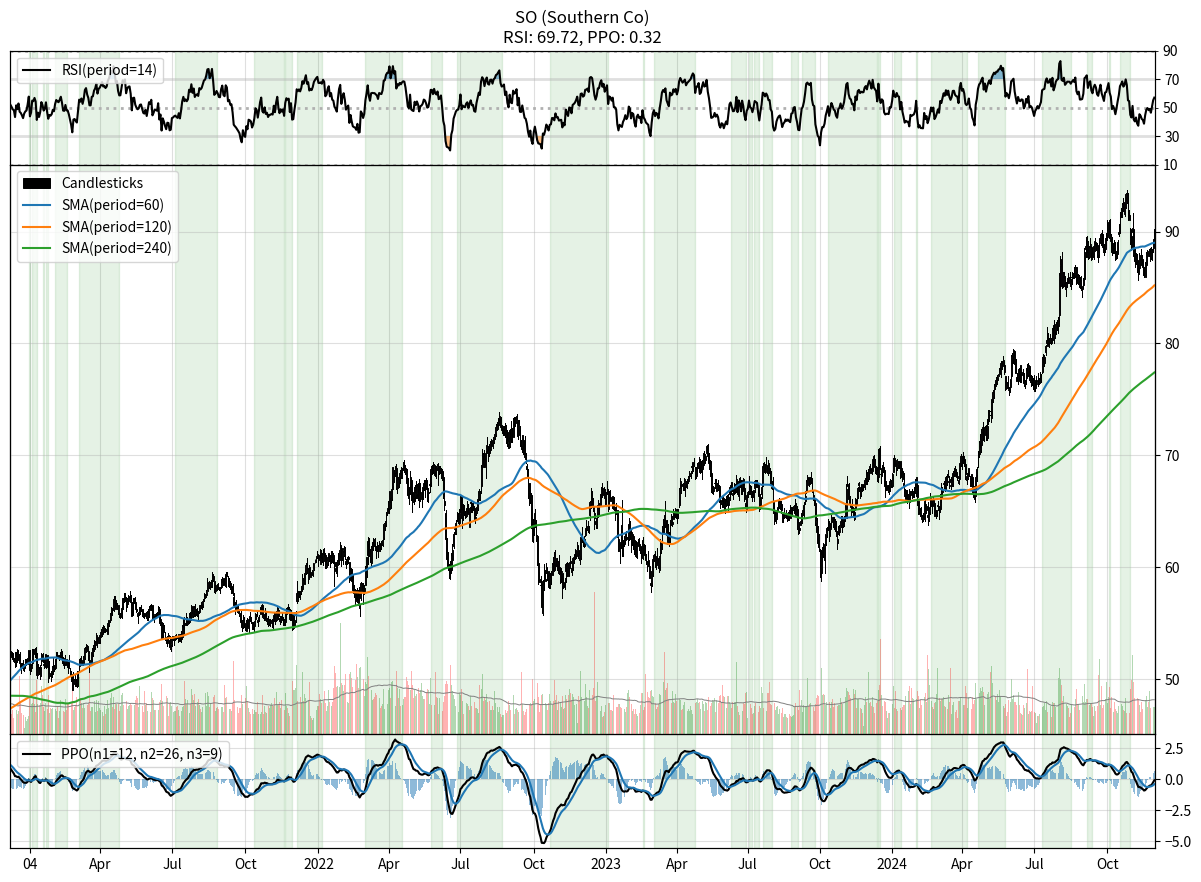 SO (Southern Co)
RSI: 69.72, PPO: 0.32
RSI(period=14)
90
70
50
30
10
Candlesticks
SMA(period=60)
SMA(period=120)
SMA(period=240)
90
80
70
60
50
PPO(n1=12, n2=26, n3=9)
2.5
0.0
−2.5
−5.0
04 Apr Jul Oct 2022 Apr Jul Oct 2023 Apr Jul Oct 2024 Apr Jul Oct